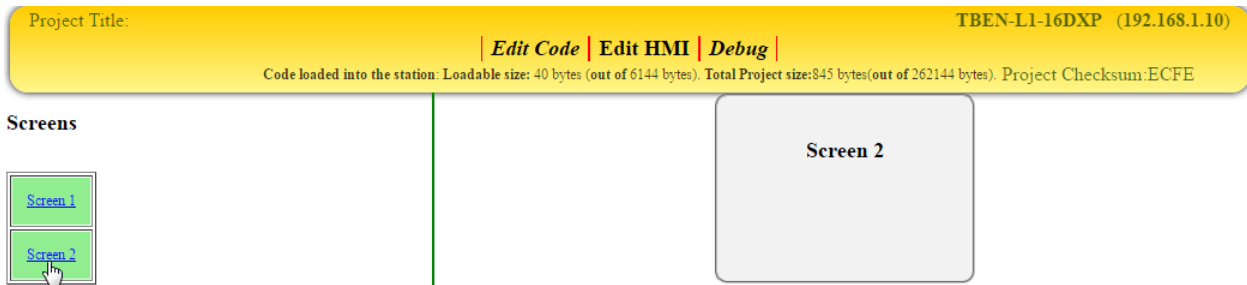 Project Title: TBEN-L1-16DXP (192.168.1.10)
| Edit Code | Edit HMI | Debug |
Code loaded into the station: Loadable size: 40 bytes (out of 6144 bytes). Total Project size:845 bytes(out of 262144 bytes). Project Checksum:ECFE
Screens
Screen 1
Screen 2
Screen 2